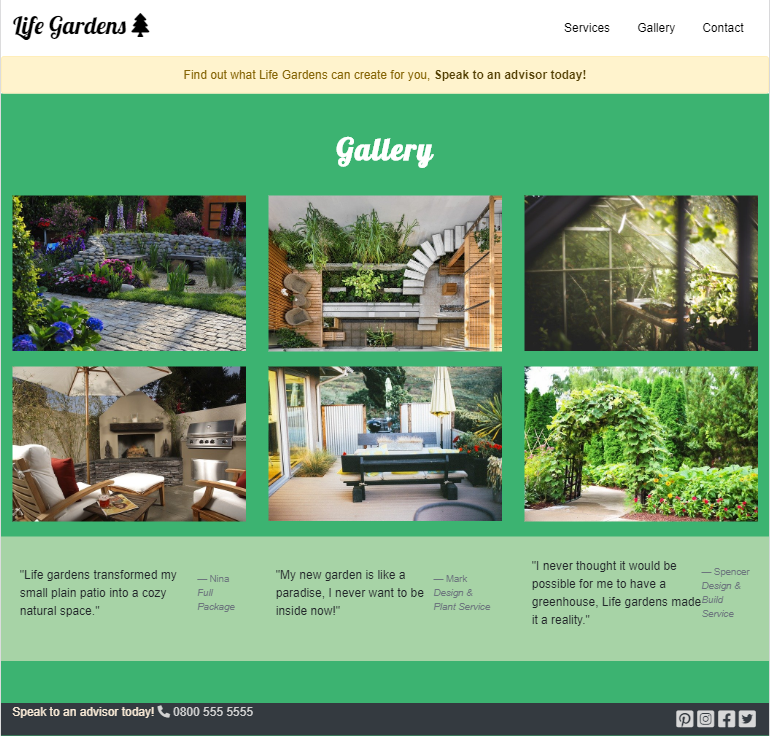 Life Gardens
Services Gallery Contact
Find out what Life Gardens can create for you, Speak to an advisor today!
Gallery
"Life gardens transformed my
small plain patio into a cozy
natural space."
— Nina
Full
Package
"My new garden is like a
paradise, I never want to be
inside now!"
— Mark
Design &
Plant Service
"I never thought it would be
possible for me to have a
greenhouse, Life gardens made
it a reality."
— Spencer
Design &
Build
Service
Speak to an advisor today! 0800 555 5555